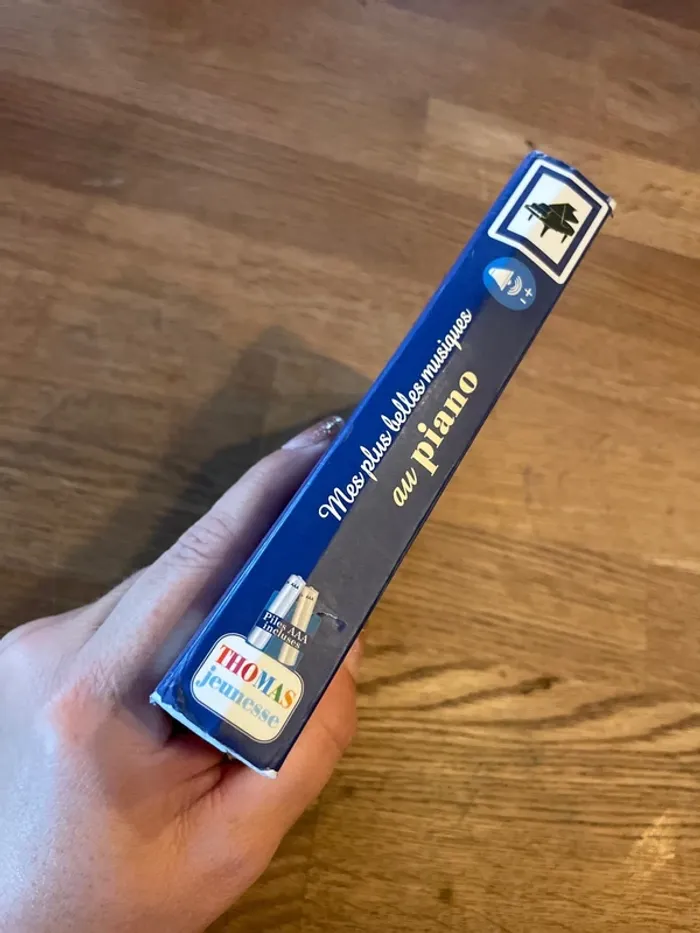 Mes plus belles musiques
au piano
- +
Piles AAA
incluses
THOMAS
jeunesse